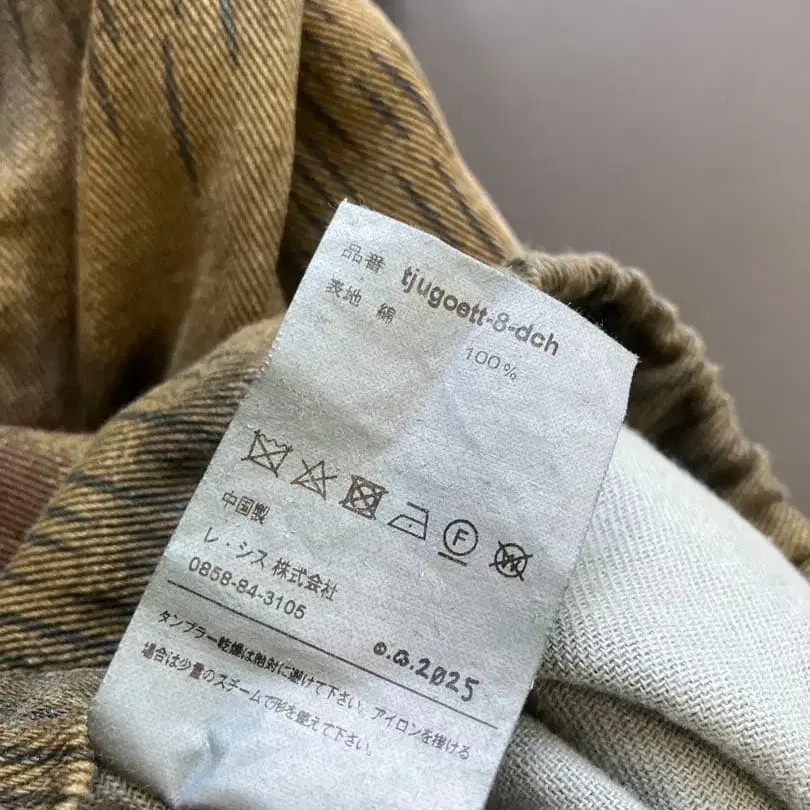 品番 tjugoett-8-dch
表地 綿 100%
F
W
中国製
レ・シス 株式会社
0858-84-3105
e.a.2025
タンブラー乾燥は絶対に避けて下さい。アイロンを掛ける
場合は少量のスチームで形を整えて下さい。